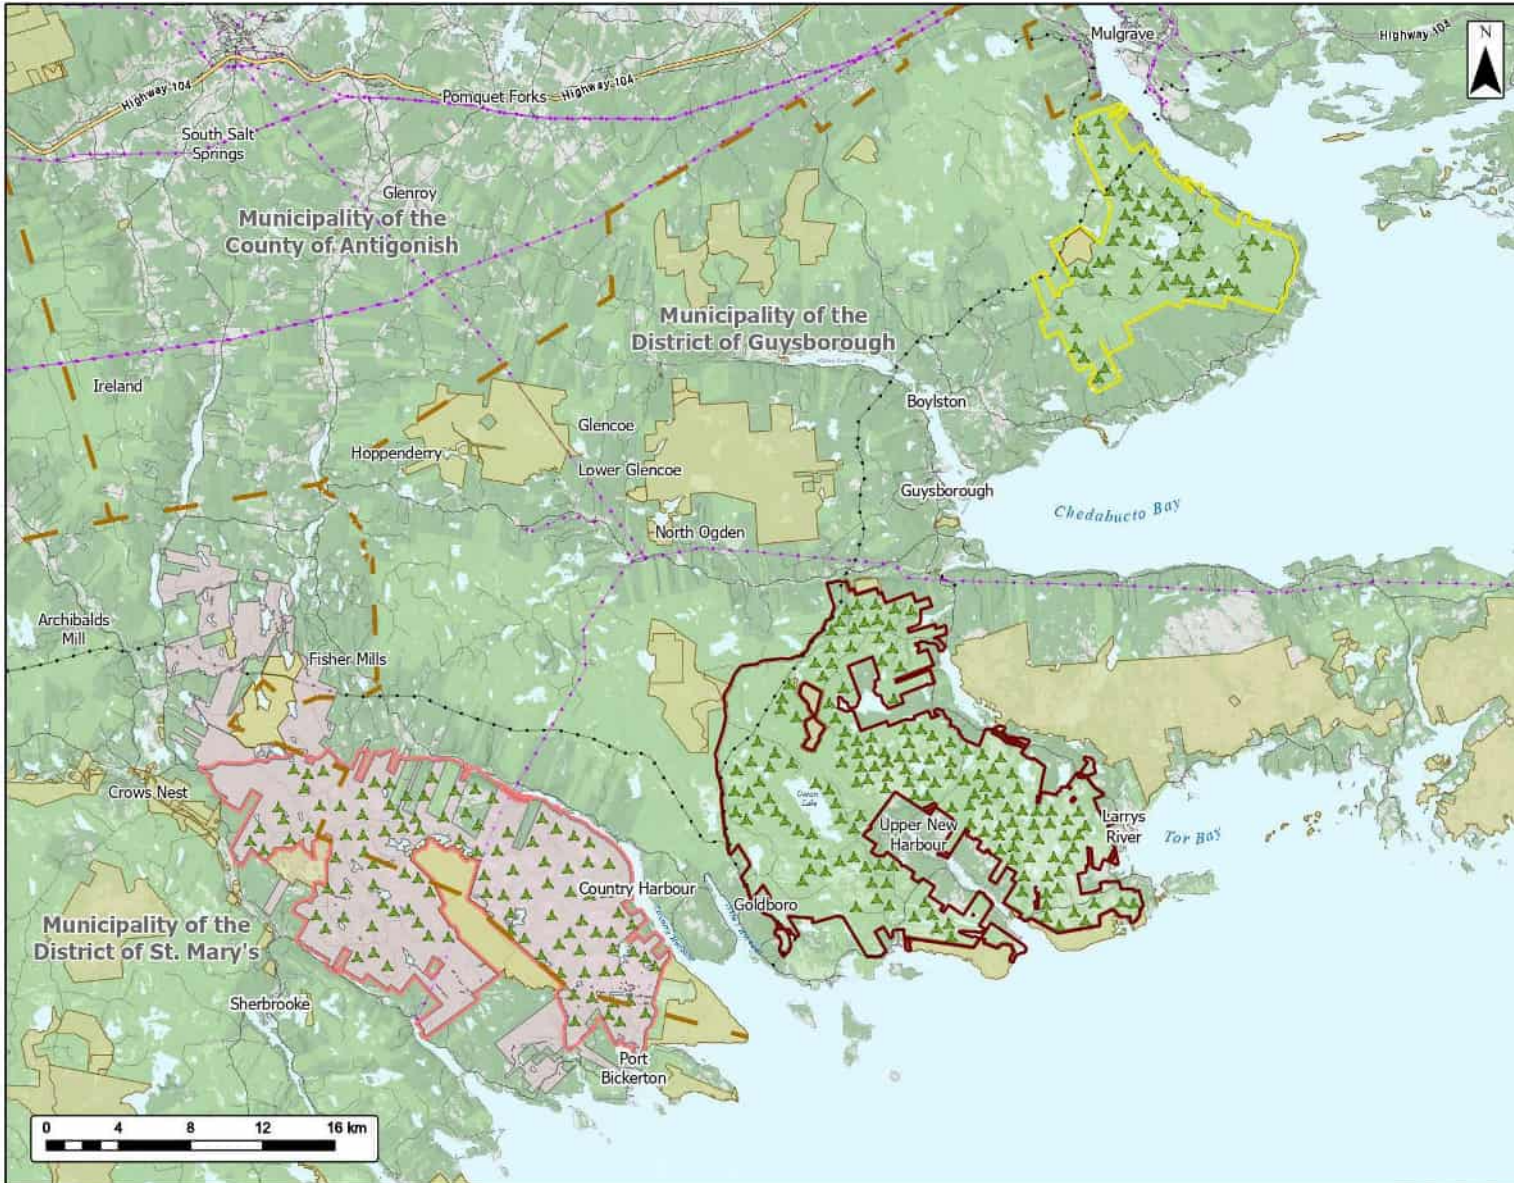 Mulgrave
Highway 104
N
Highway 104
Pomquet Forks
Highway 104
South Salt
Springs
Glenroy
Municipality of the
County of Antigonish
Municipality of the
District of Guysborough
Ireland
Boylston
Glencoe
Hoppenderry
Lower Glencoe
Guysborough
Chedabucto Bay
North Ogden
Archibalds
Mill
Fisher Mills
Crows Nest
Ocean
Lake
Upper New
Harbour
Larrys
River
Tor Bay
Country Harbour
Goldboro
Municipality of the
District of St. Mary's
Sherbrooke
Port
Bickerton
0 4 8 12 16 km